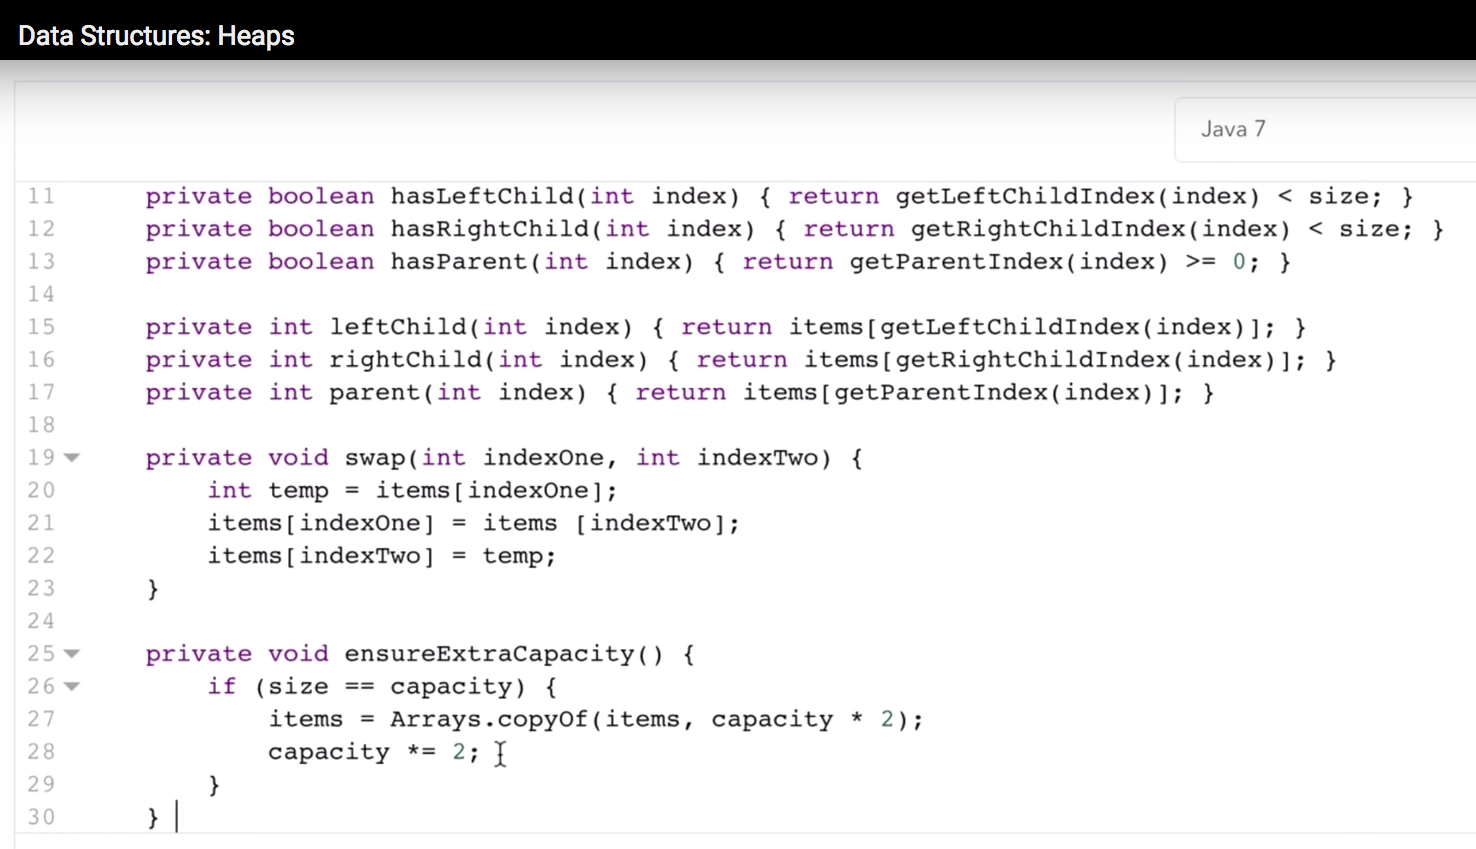 Data Structures: Heaps
Java 7
11 private boolean hasLeftChild(int index) { return getLeftChildIndex(index) < size; }
12 private boolean hasRightChild(int index) { return getRightChildIndex(index) < size; }
13 private boolean hasParent(int index) { return getParentIndex(index) >= 0; }
14
15 private int leftChild(int index) { return items[getLeftChildIndex(index)]; }
16 private int rightChild(int index) { return items[getRightChildIndex(index)]; }
17 private int parent(int index) { return items[getParentIndex(index)]; }
18
19 private void swap(int indexOne, int indexTwo) {
20 int temp = items[indexOne];
21 items[indexOne] = items [indexTwo];
22 items[indexTwo] = temp;
23 }
24
25 private void ensureExtraCapacity() {
26 if (size == capacity) {
27 items = Arrays.copyOf(items, capacity * 2);
28 capacity *= 2;
29 }
30 }